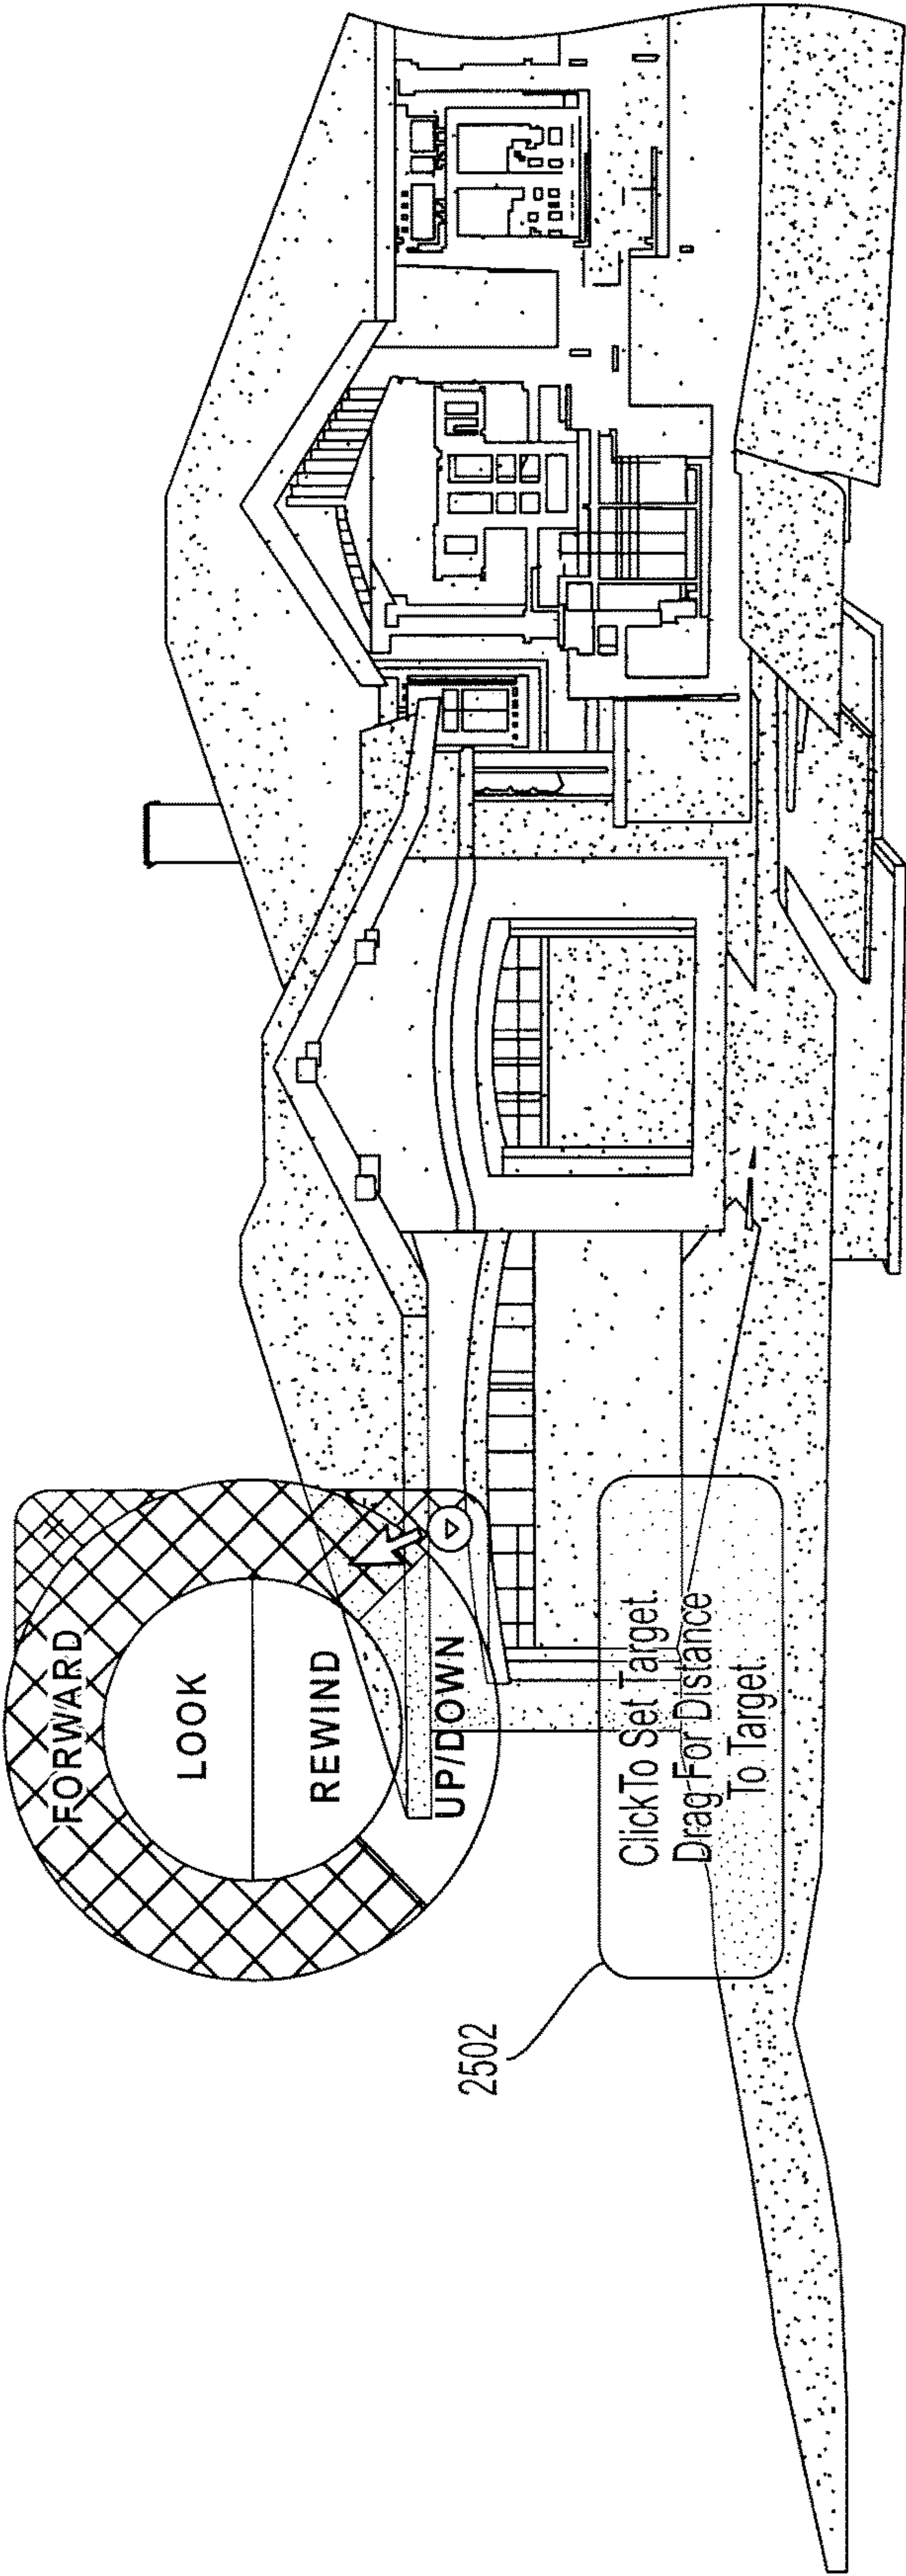 FORWARD
LOOK
REWIND
UP/DOWN
ClickTo Set Target.
Drag For Distance
To Target.
2502